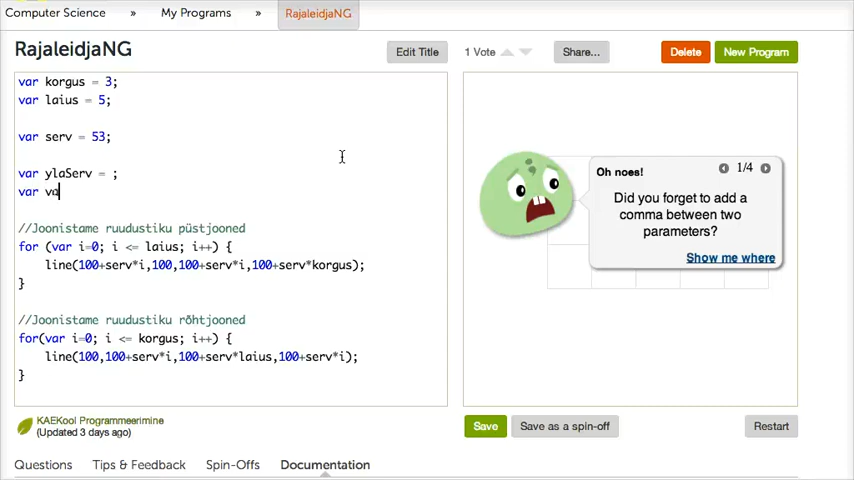 Computer Science » My Programs » RajaleidjaNG
RajaleidjaNG Edit Title 1 Vote Share... Delete New Program
var korgus = 3;
var laius = 5;
var serv = 53;
var ylaServ = ;
var va
//Joonistame ruudustiku püstjooned
for (var i=0; i <= laius; i++) {
line(100+serv*i,100,100+serv*i,100+serv*korgus);
}
//Joonistame ruudustiku rõhtjooned
for(var i=0; i <= korgus; i++) {
line(100,100+serv*i,100+serv*laius,100+serv*i);
}
Oh noes! 1/4
Did you forget to add a
comma between two
parameters?
Show me where
KAEKool Programmeerimine
(Updated 3 days ago)
Save Save as a spin-off Restart
Questions Tips & Feedback Spin-Offs Documentation